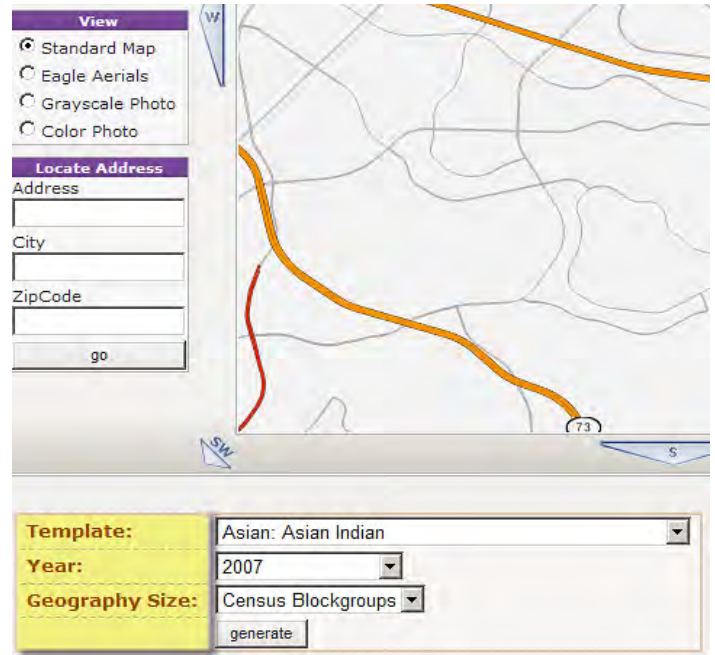 View
Standard Map
Eagle Aerials
Grayscale Photo
Color Photo
Locate Address
Address
City
ZipCode
go
W
73
SW
S
Template: Asian: Asian Indian
Year: 2007
Geography Size: Census Blockgroups
generate